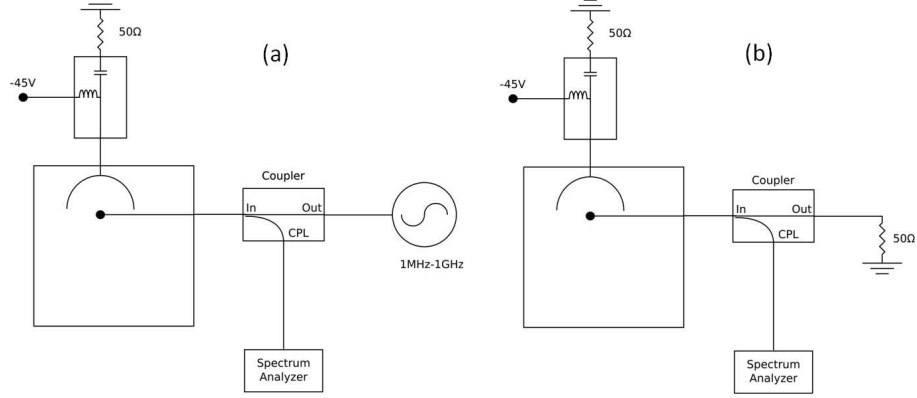 50Ω
(a)
-45V
Coupler
In
Out
CPL
1MHz-1GHz
Spectrum
Analyzer
50Ω
(b)
-45V
Coupler
In
Out
CPL
50Ω
Spectrum
Analyzer